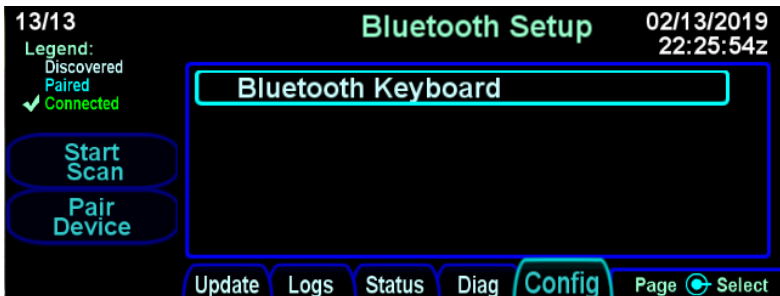 13/13
Bluetooth Setup
02/13/2019
22:25:54z
Legend:
Discovered
Paired
Connected
Bluetooth Keyboard
Start
Scan
Pair
Device
Update
Logs
Status
Diag
Config
Page
Select